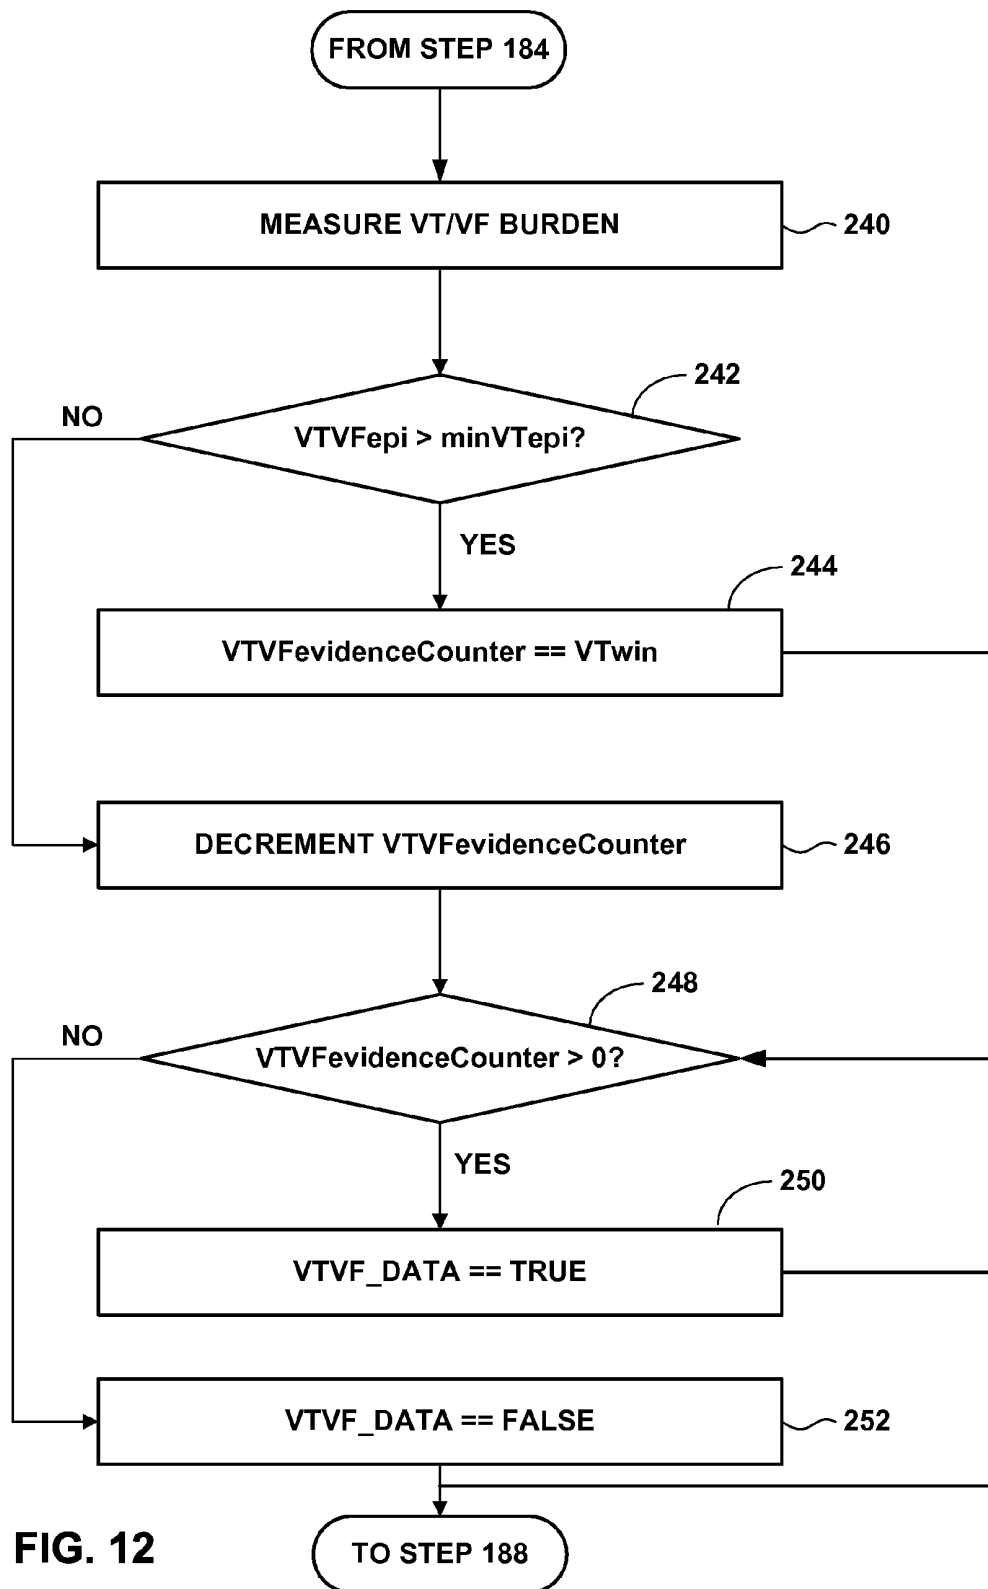 FROM STEP 184
MEASURE VT/VF BURDEN
240
242
NO
VTVFepi > minVTepi?
YES
244
VTVFevidenceCounter == VTwin
DECREMENT VTVFevidenceCounter
246
248
NO
VTVFevidenceCounter > 0?
YES
250
VTVF_DATA == TRUE
VTVF_DATA == FALSE
252
FIG. 12
TO STEP 188